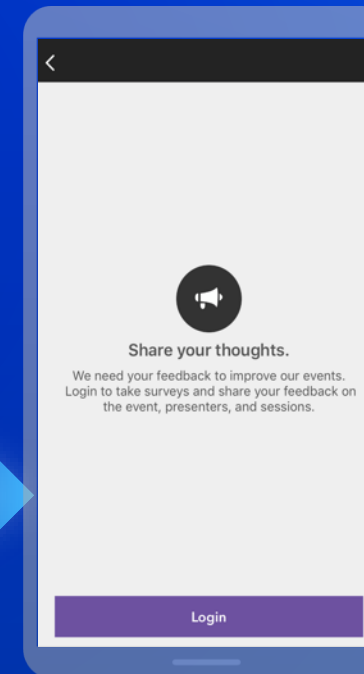 Share your thoughts.
We need your feedback to improve our events.
Login to take surveys and share your feedback on
the event, presenters, and sessions.
Login